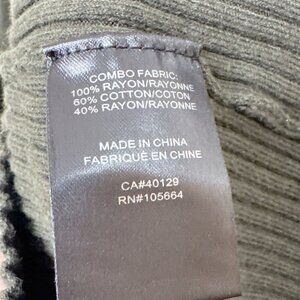 COMBO FABRIC:
100% RAYON/RAYONNE
60% COTTON/COTON
40% RAYON/RAYONNE
MADE IN CHINA
FABRIQUÉ EN CHINE
CA#40129
RN#105664